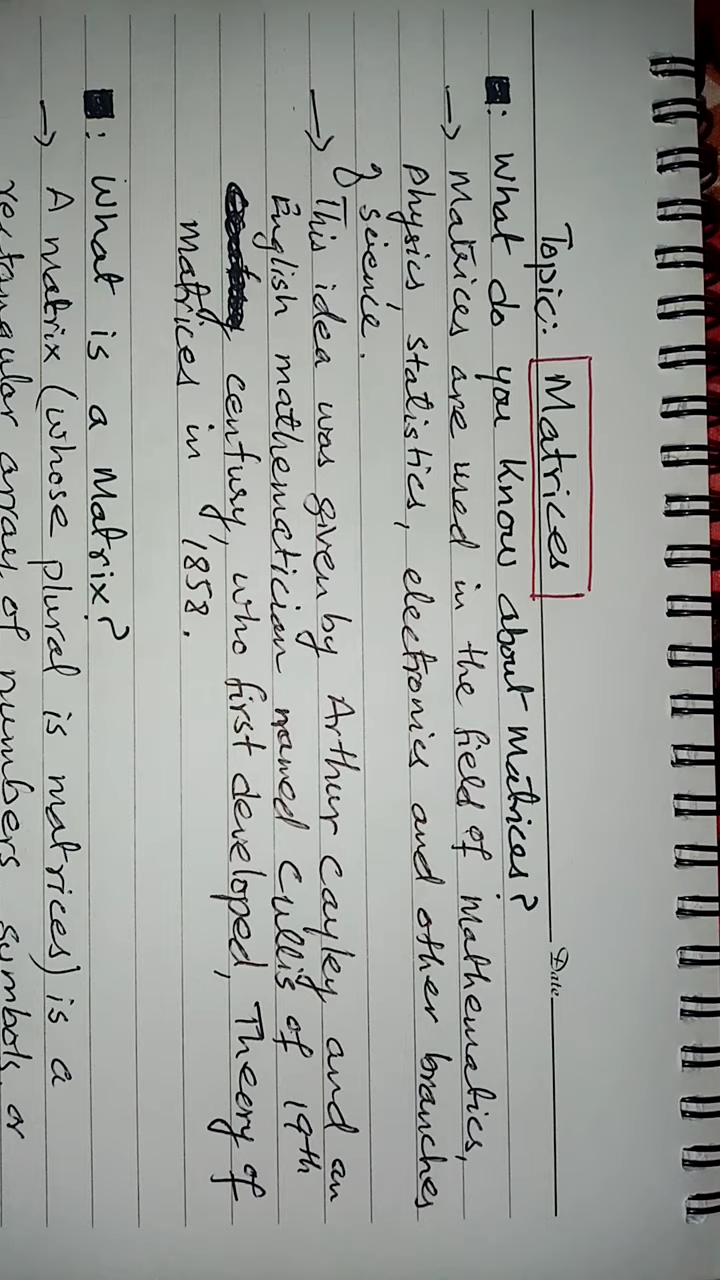 Topic: Matrices
Date
: What do you know about matrices?
→ Matrices are used in the field of Mathematics,
Physics, statistics, electronics and other branches
of science.
→ This idea was given by Arthur Cayley and an
English mathematician named Cullis of 19th
century, who first developed, Theory of
matrices in 1858.
: What is a Matrix?
→ A matrix (whose plural is matrices) is a
rectangular array of numbers symbols or